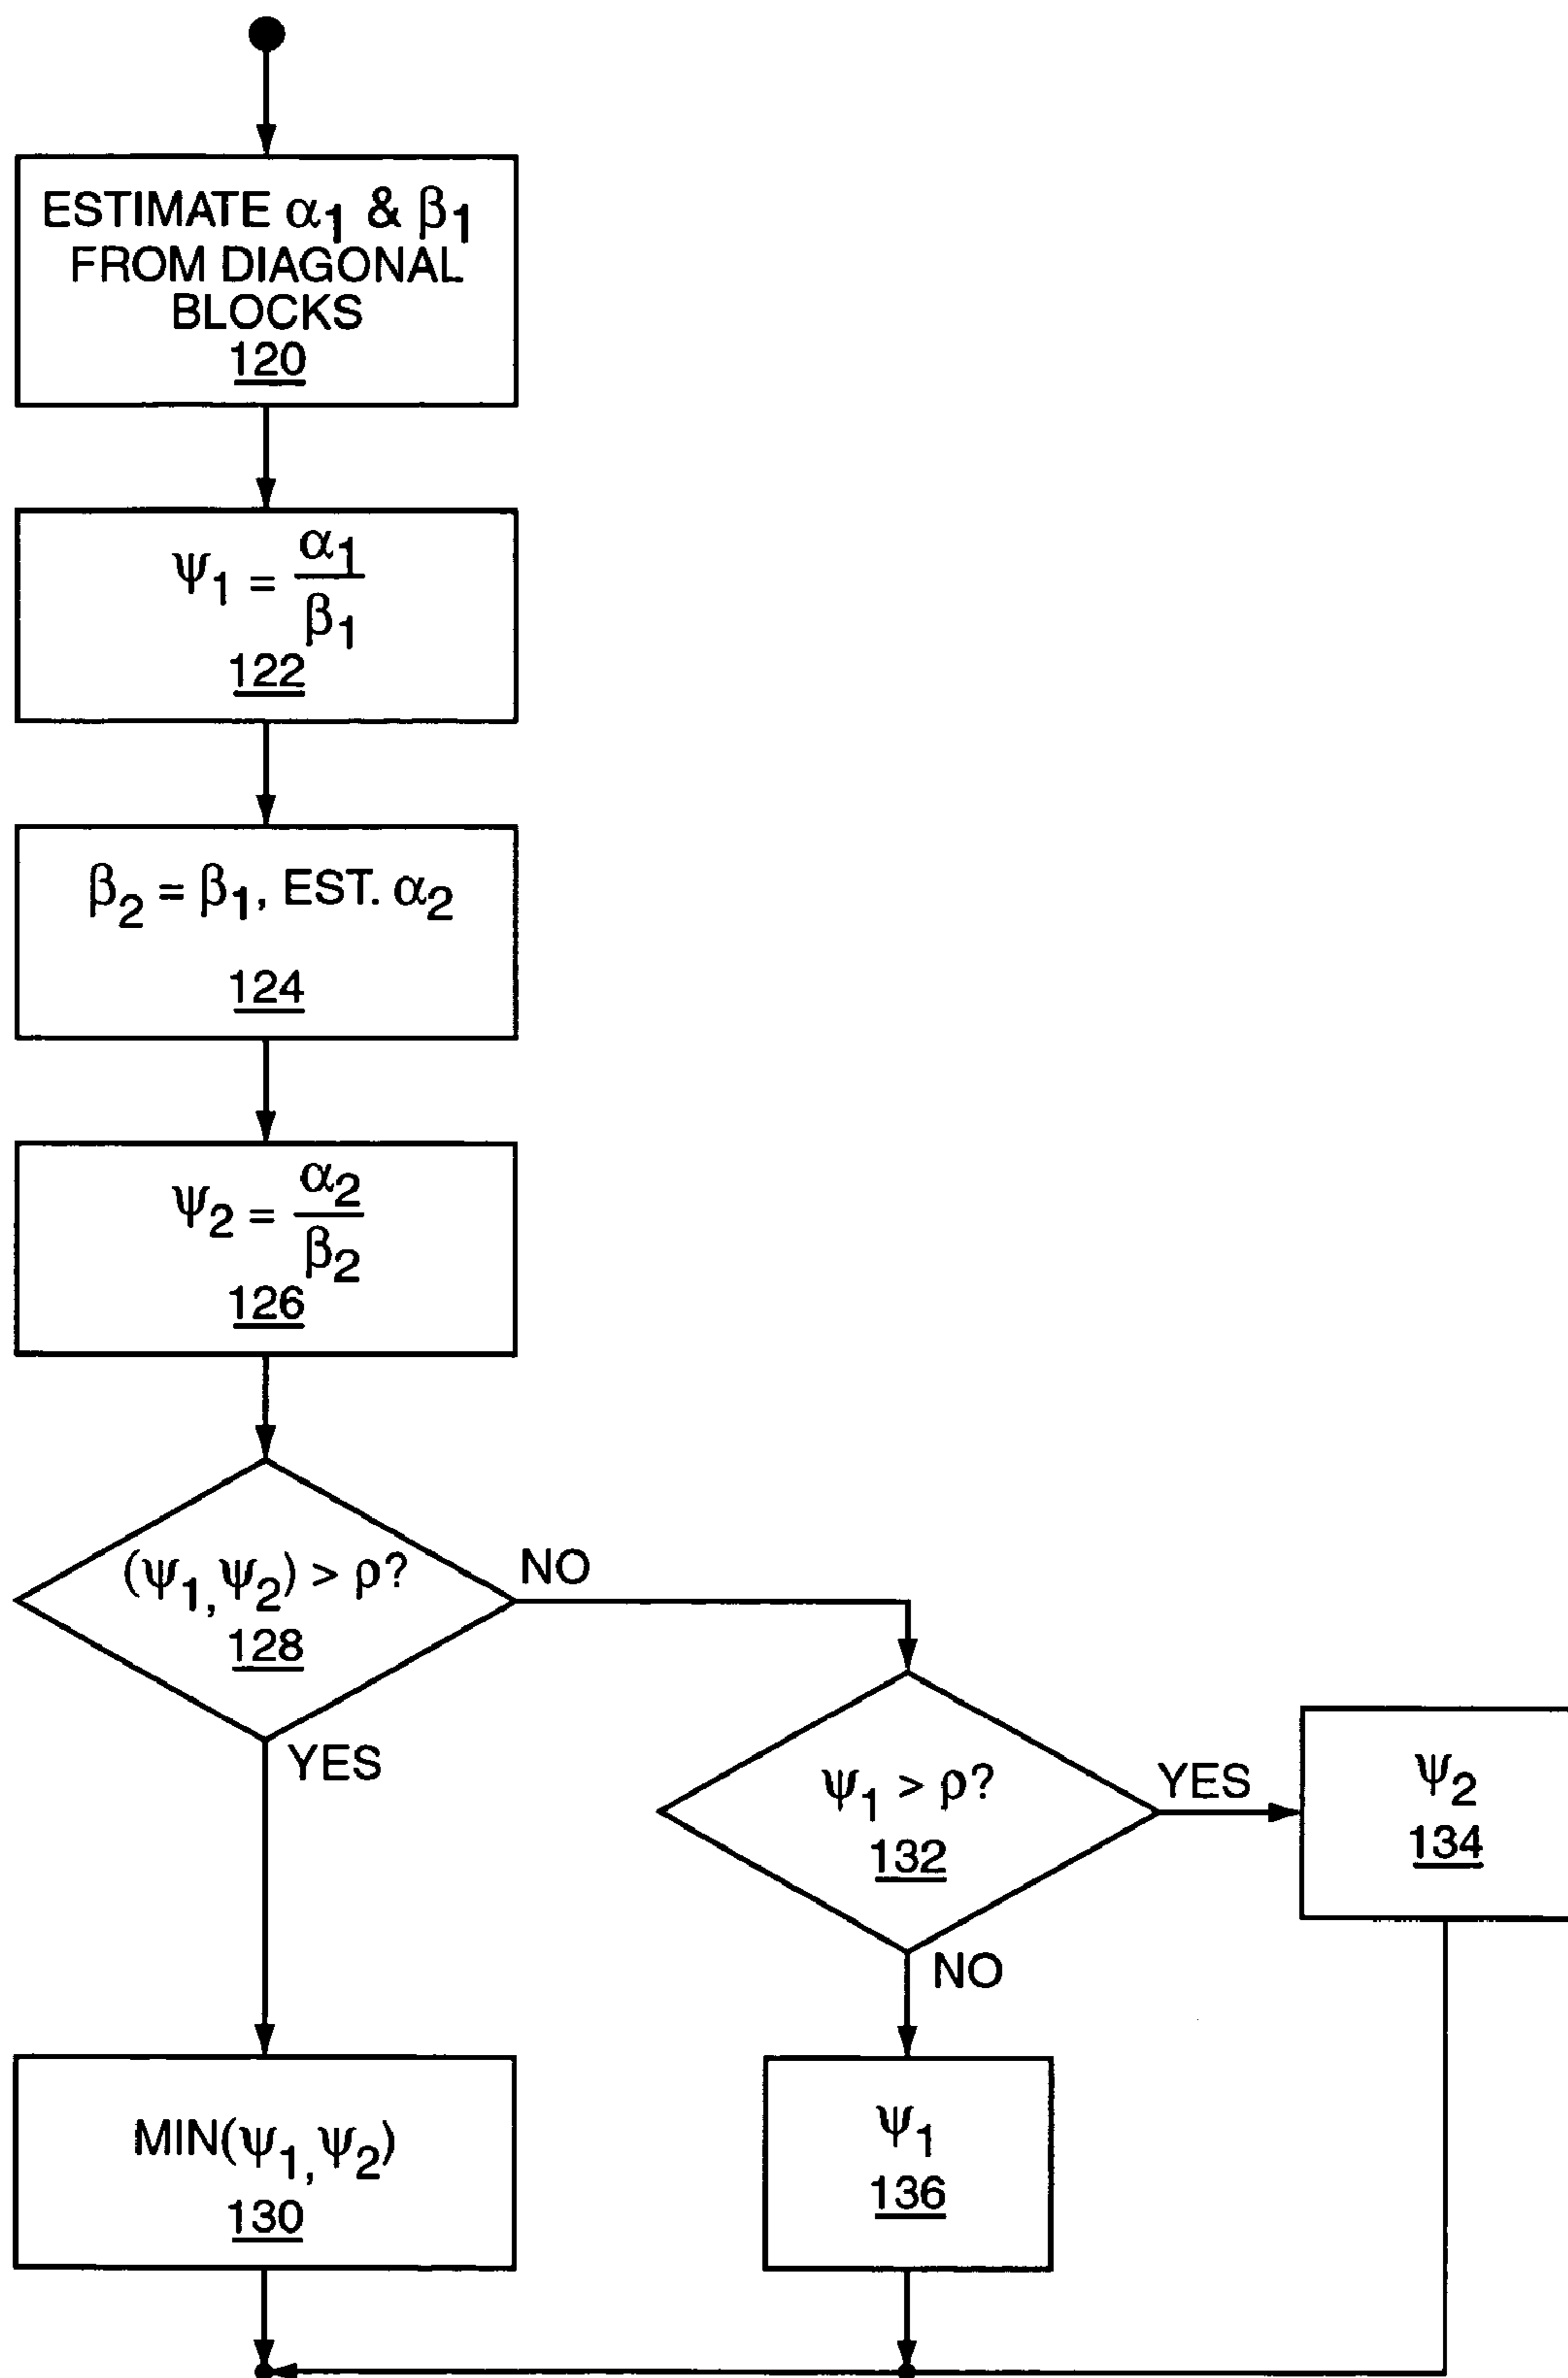 ESTIMATE α1 & β1
FROM DIAGONAL
BLOCKS
120
ψ1 = α1/β1
122
β2 = β1, EST. α2
124
ψ2 = α2/β2
126
(ψ1, ψ2) > ρ?
128
NO
YES
ψ1 > ρ?
132
YES
NO
ψ2
134
MIN(ψ1, ψ2)
130
ψ1
136